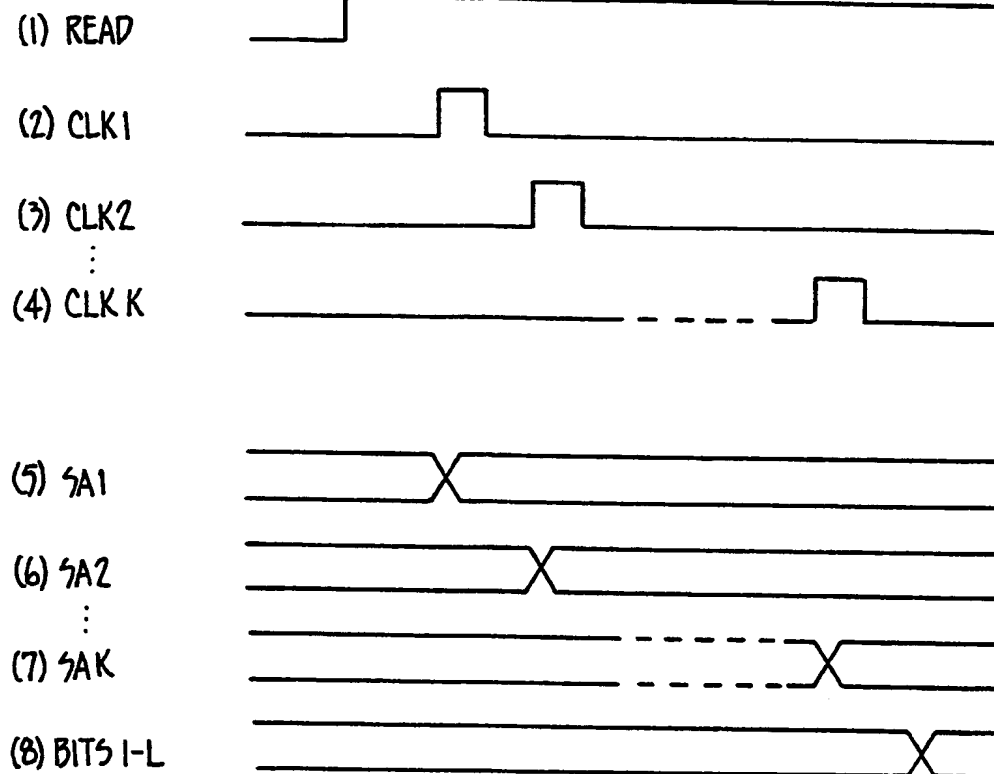 (1) READ
(2) CLK1
(3) CLK2
⋮
(4) CLK K
(5) SA1
(6) SA2
⋮
(7) SAK
(8) BITS 1-L